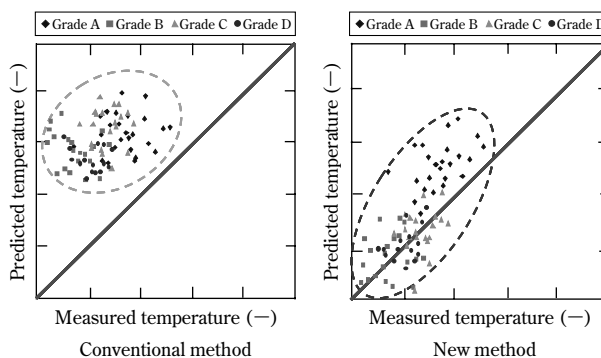 ◆ Grade A ■ Grade B ▲ Grade C ● Grade D
Predicted temperature (—)
Measured temperature (—)
Conventional method
◆ Grade A ■ Grade B ▲ Grade C ● Grade D
Predicted temperature (—)
Measured temperature (—)
New method